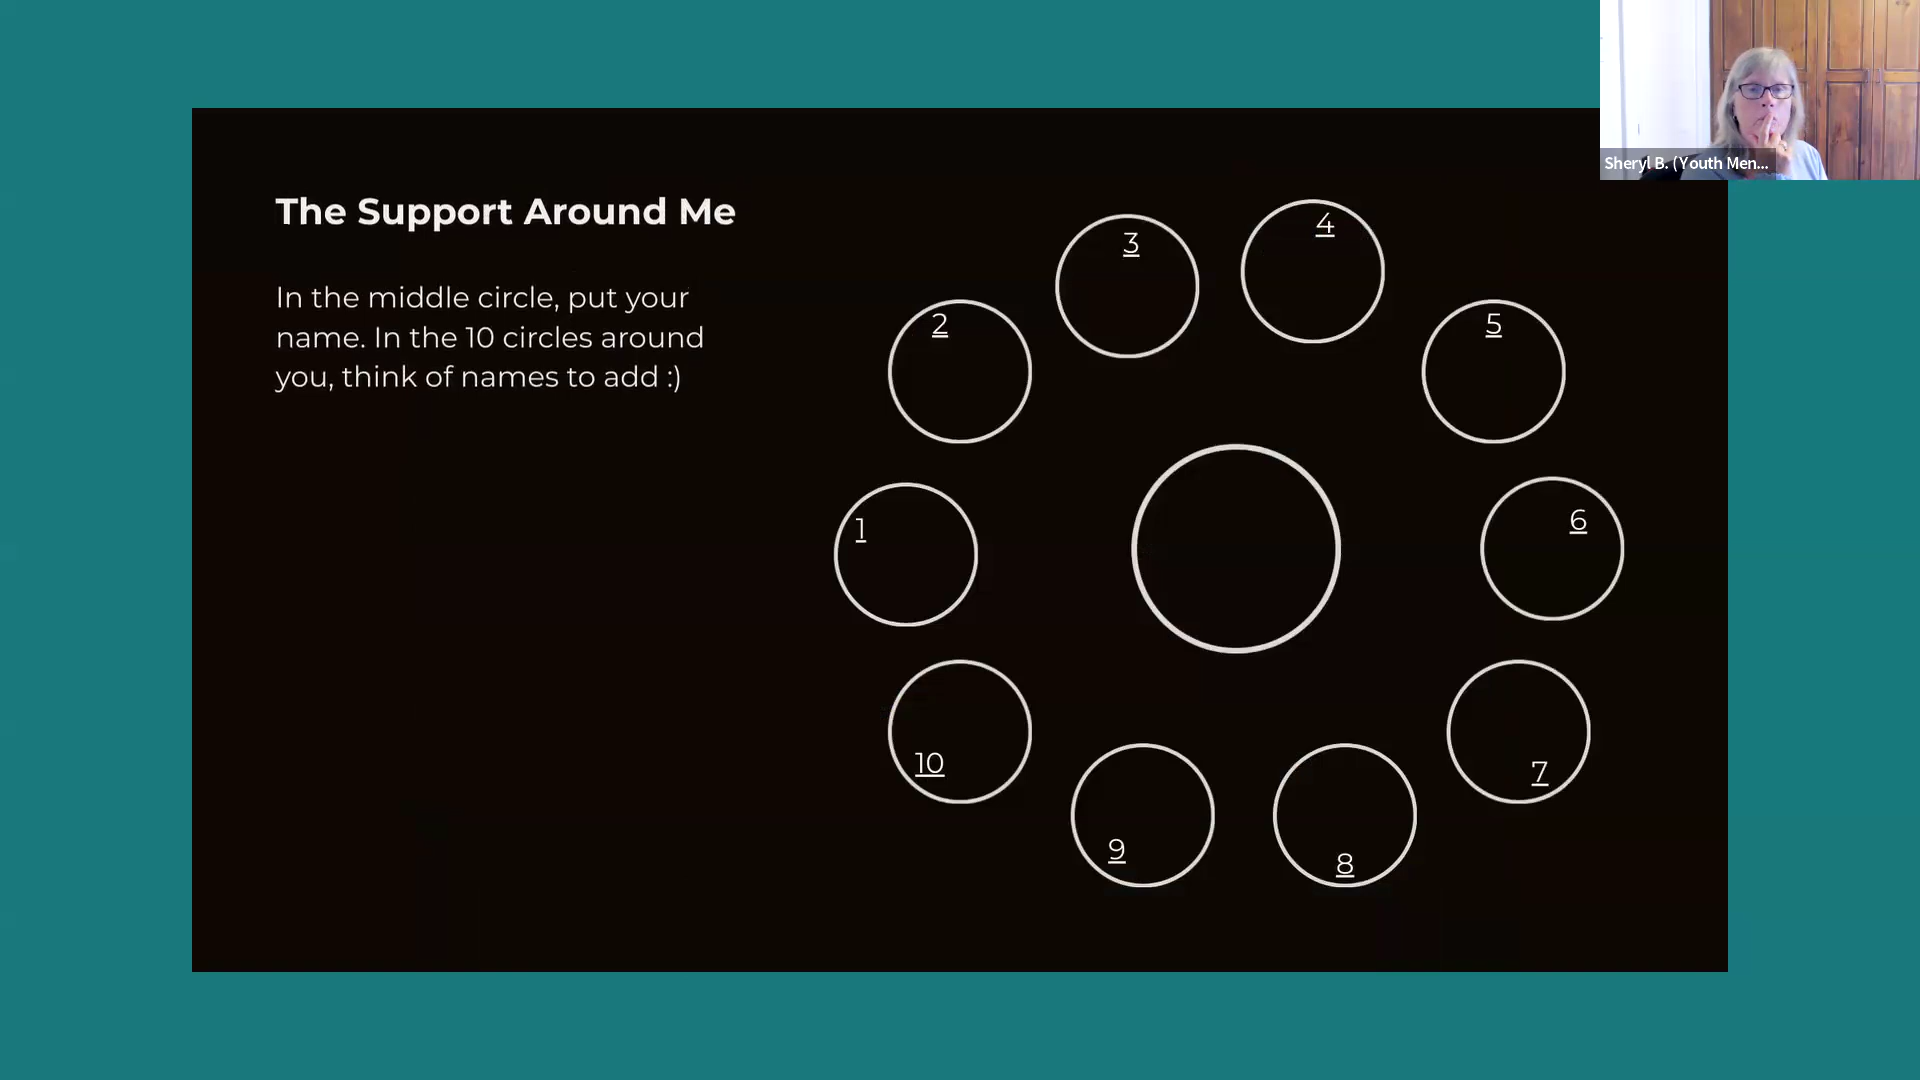 Sheryl B. (Youth Men...
The Support Around Me
In the middle circle, put your
name. In the 10 circles around
you, think of names to add :)
1
2
3
4
5
6
7
8
9
10